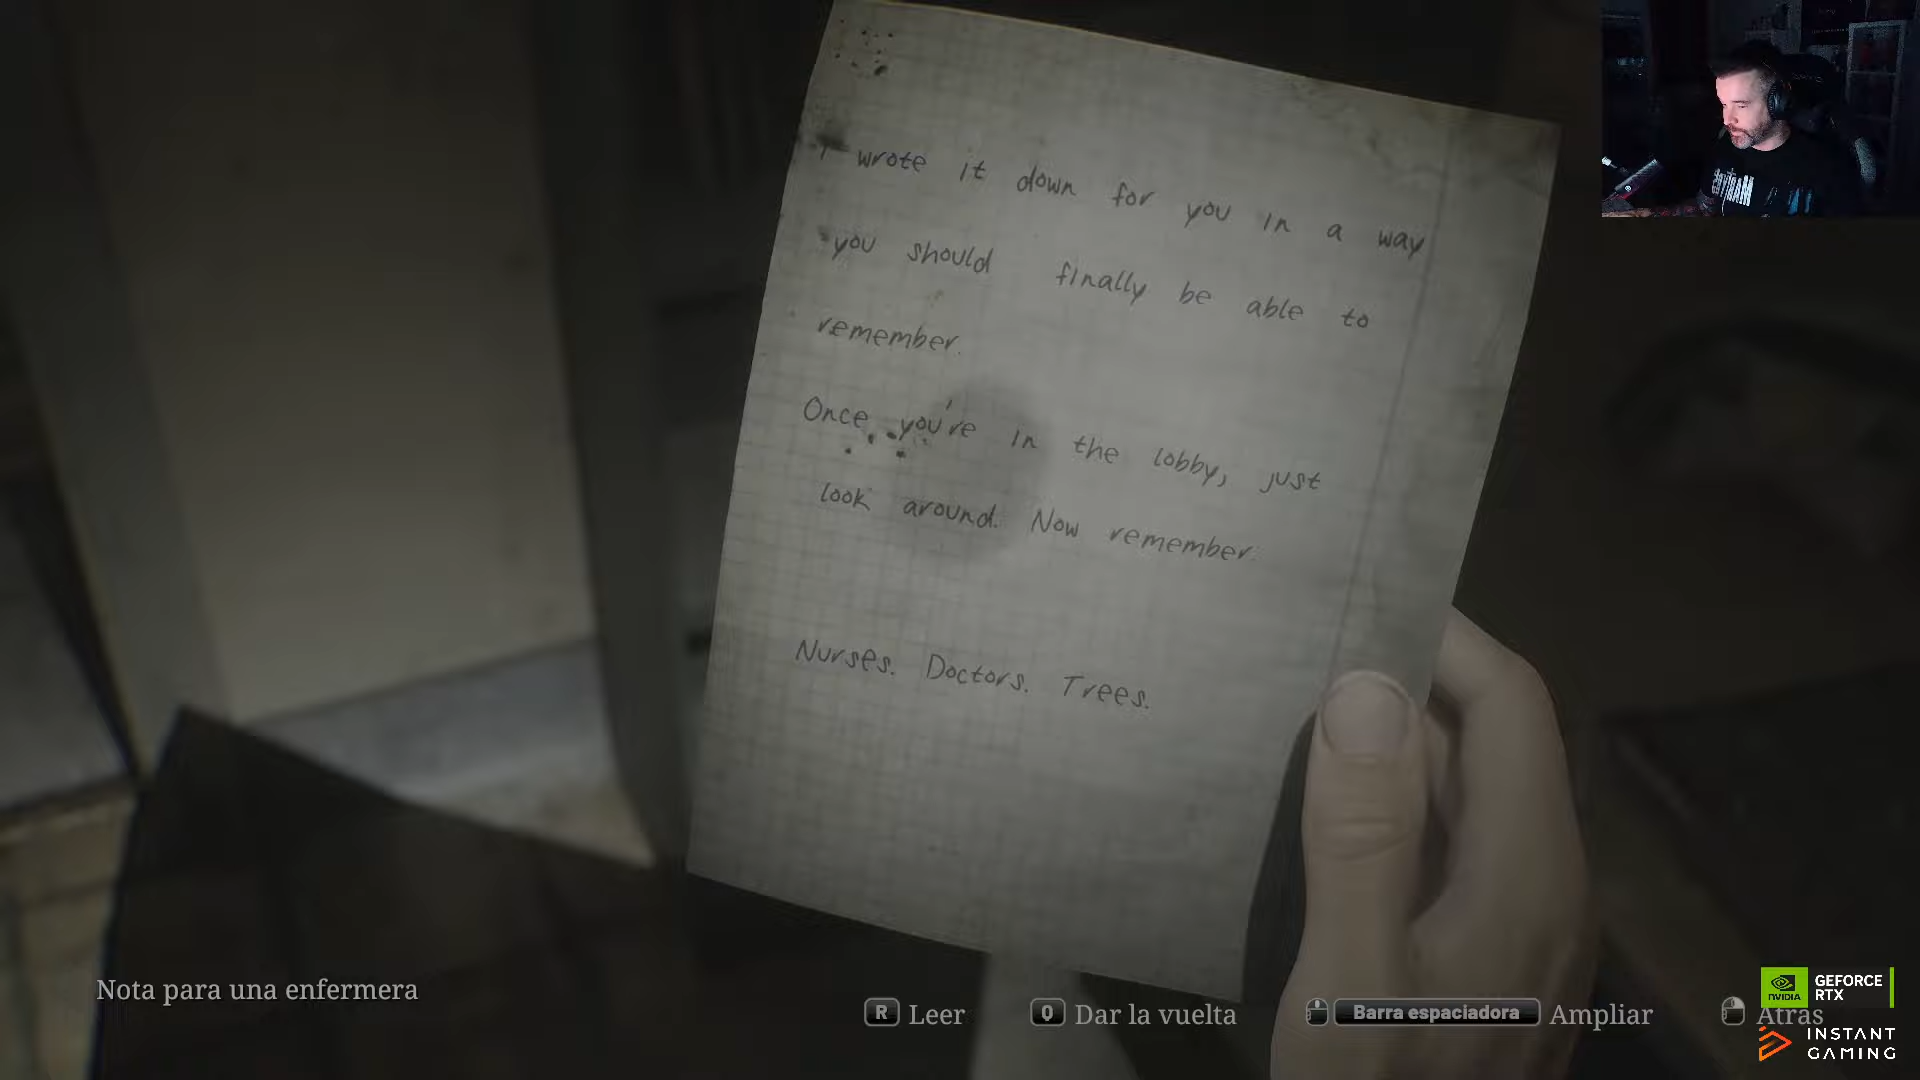 I wrote it down for you in a way
you should finally be able to
remember.
Once you're in the lobby, just
look around. Now remember.
Nurses. Doctors. Trees.
Nota para una enfermera
R Leer
Q Dar la vuelta
Barra espaciadora Ampliar
Atrás
NVIDIA
GEFORCE
RTX
INSTANT
GAMING